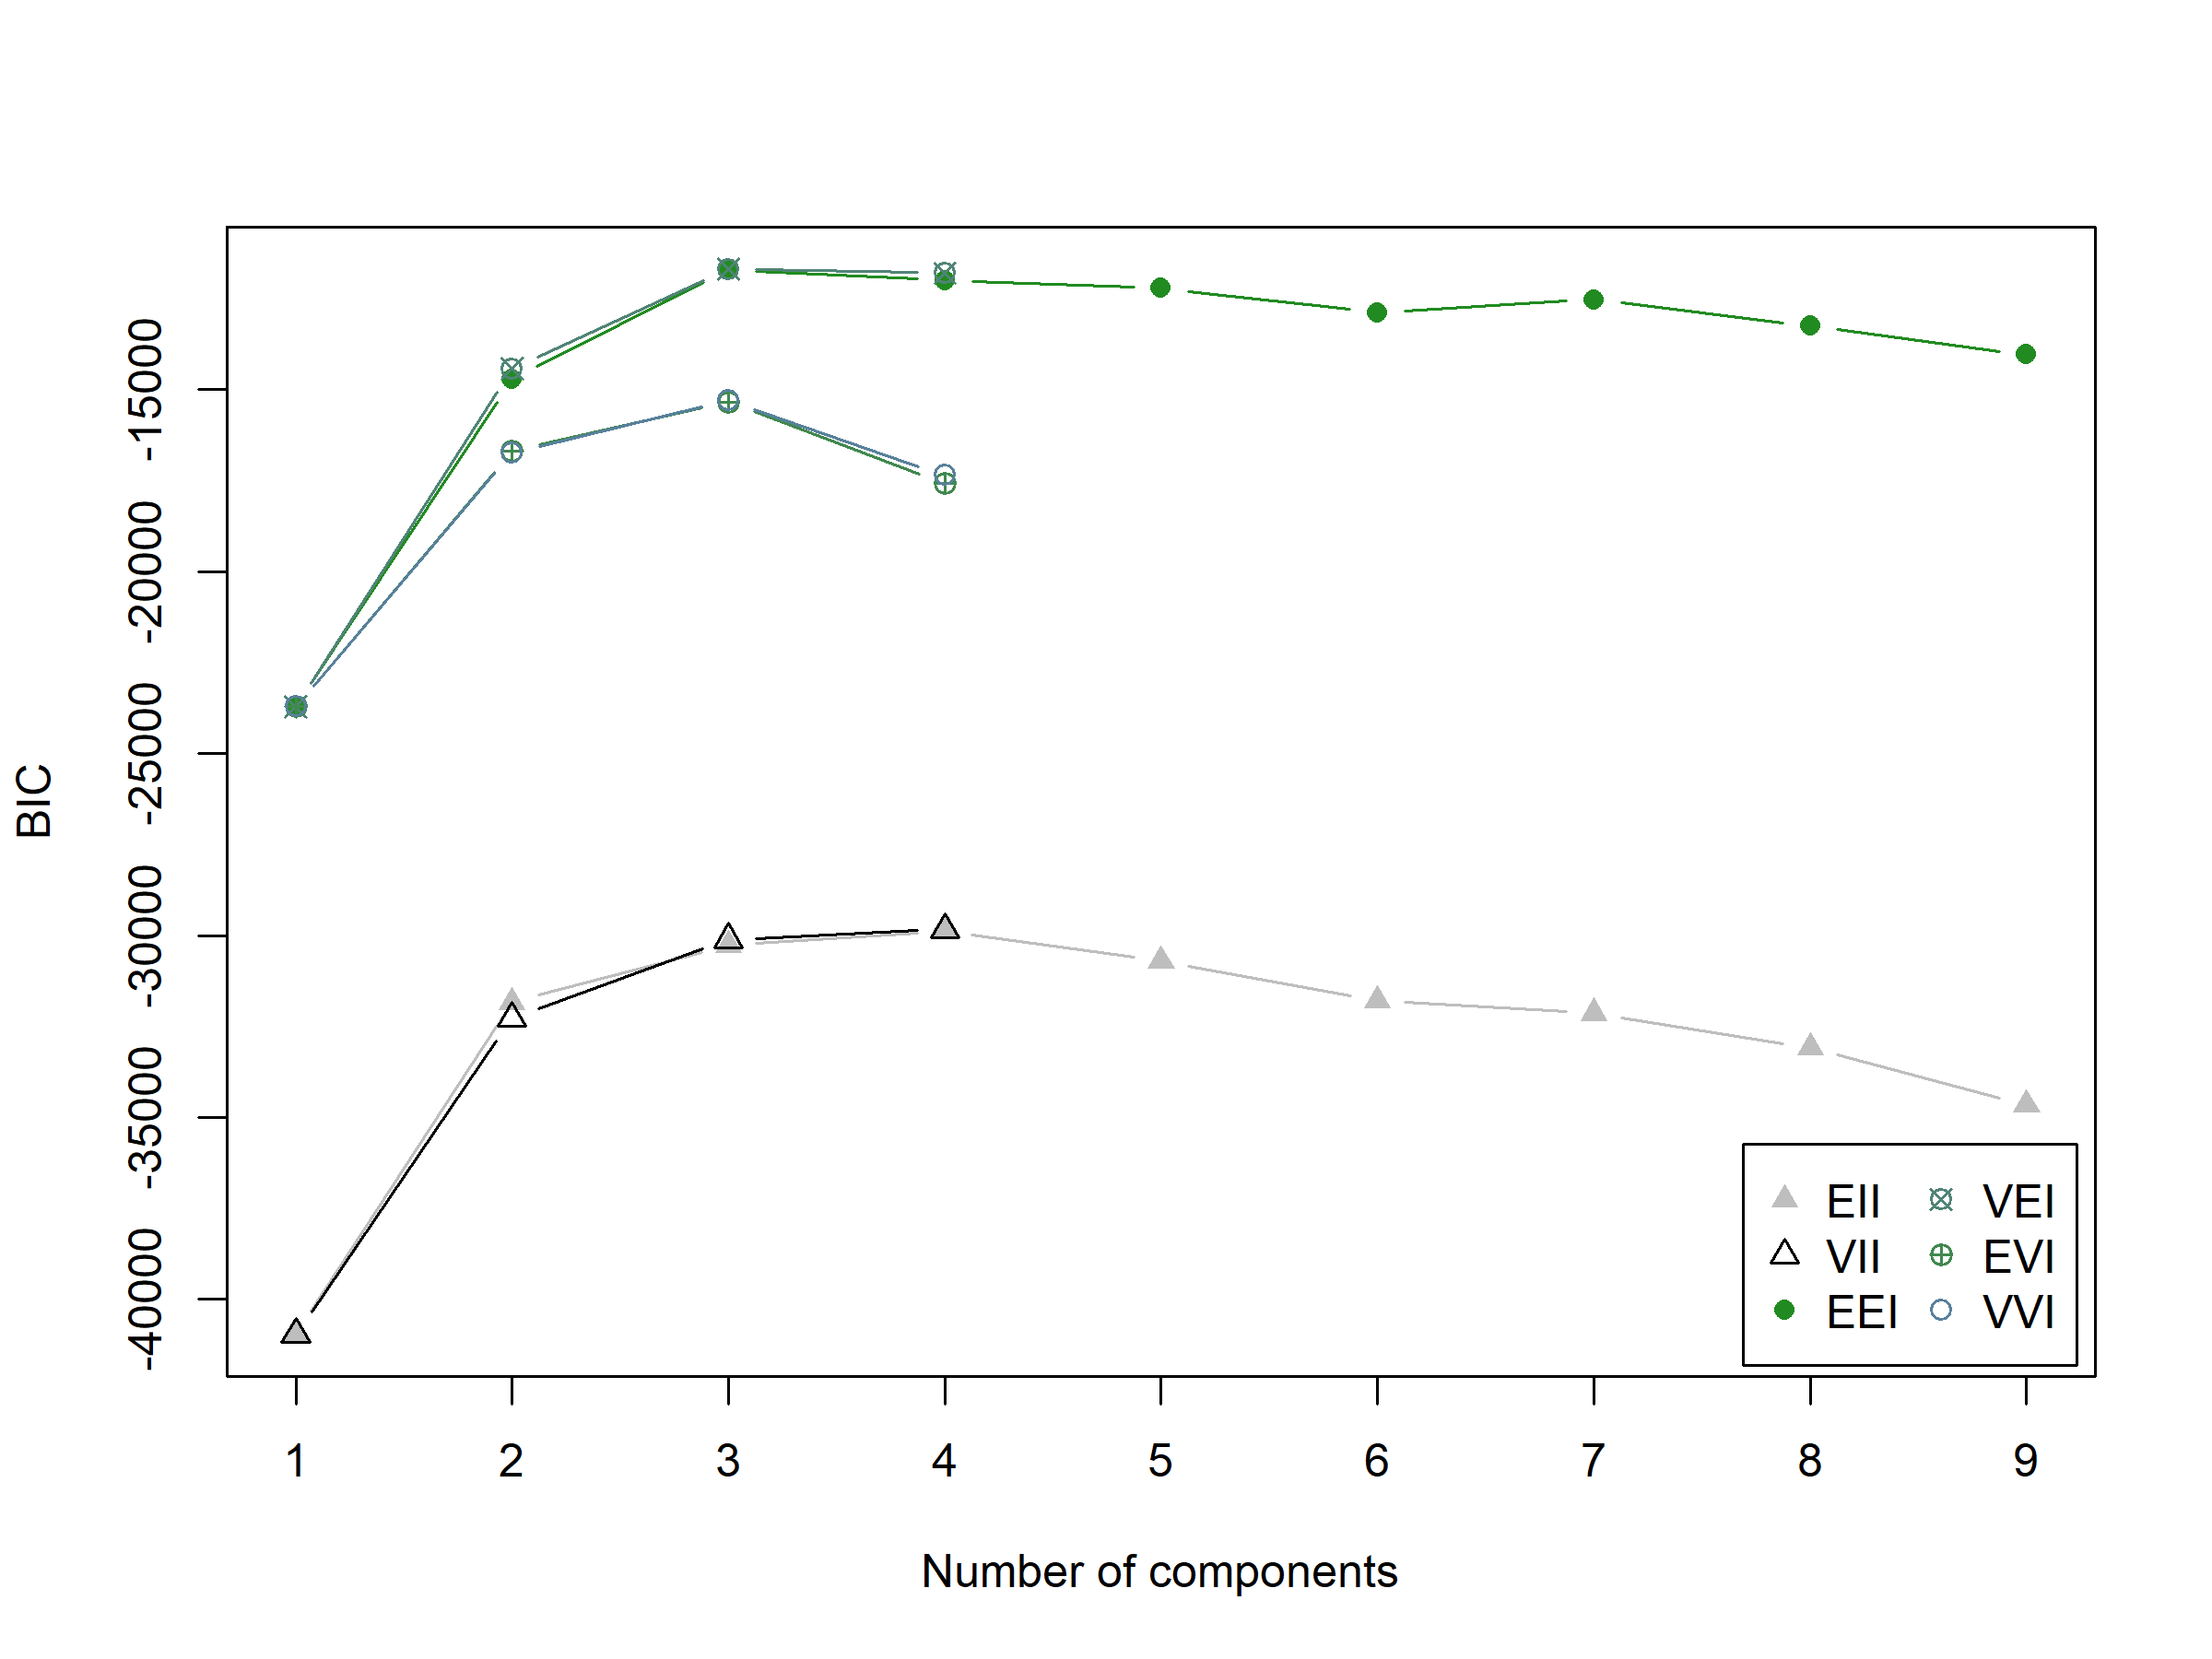 BIC
-15000
-20000
-25000
-30000
-35000
-40000
EII VEI
VII EVI
EEI VVI
1 2 3 4 5 6 7 8 9
Number of components